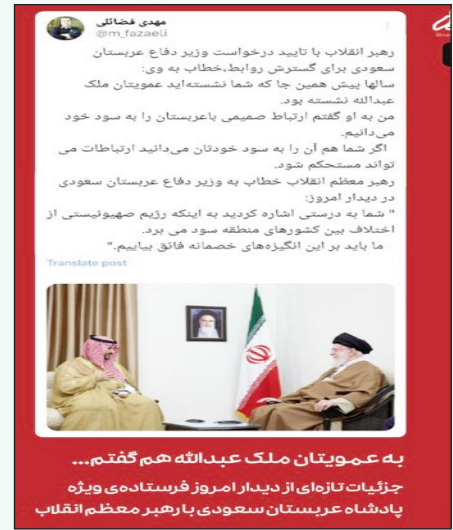 مهدی فضائلی
@m_fazaeli
رهبر انقلاب با تایید درخواست وزیر دفاع عربستان
سعودی برای گسترش روابط،خطاب به وی:
سالها پیش همین جا که شما نشسته‌اید عمویتان ملک
عبدالله نشسته بود.
من به او گفتم ارتباط صمیمی باعربستان را به سود خود
می‌دانیم.
اگر شما هم آن را به سود خودتان می‌دانید ارتباطات می
تواند مستحکم شود.
رهبر معظم انقلاب خطاب به وزیر دفاع عربستان سعودی
در دیدار امروز:
" شما به درستی اشاره کردید به اینکه رژیم صهیونیستی از
اختلاف بین کشورهای منطقه سود می برد.
ما باید بر این انگیزه‌های خصمانه فائق بیاییم."
Translate post
به عمویتان ملک عبدالله هم گفتم...
جزئیات تازه‌ای از دیدار امروز فرستاده‌ی ویژه
پادشاه عربستان سعودی با رهبر معظم انقلاب